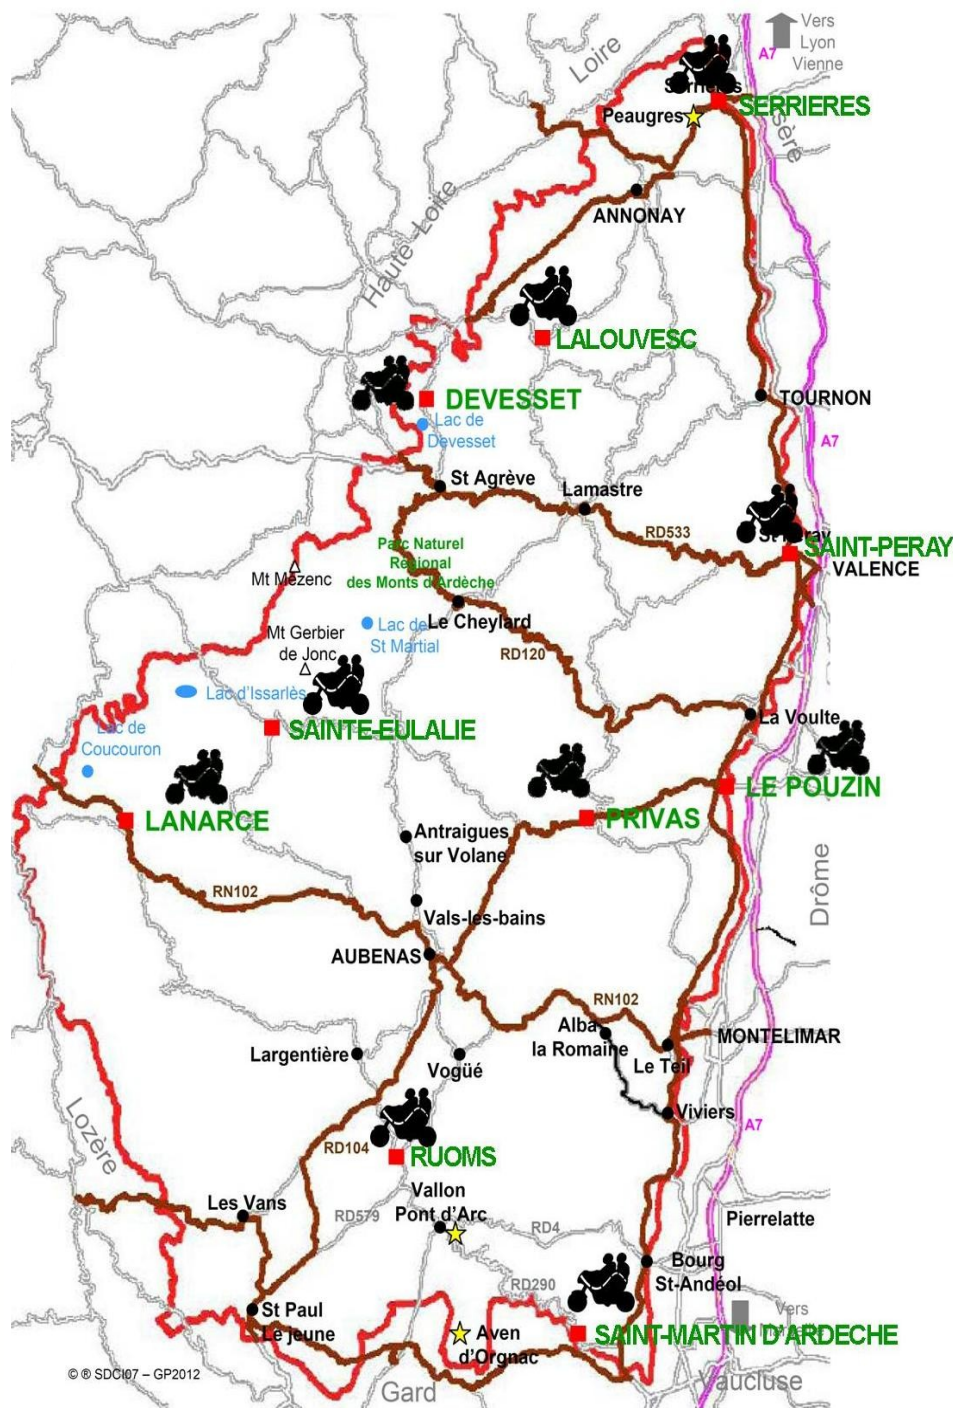 Vers
Lyon
Vienne
A7
Loire
Serrières
SERRIERES
Peaugres
Isère
ANNONAY
Haute-Loire
LALOUVESC
DEVESSET
TOURNON
Lac de
Devesset
A7
St Agrève
Lamastre
RD533
SAINT-PERAY
VALENCE
Parc Naturel
Régional
des Monts d'Ardèche
Mt Mézenc
Le Cheylard
Lac de
St Martial
Mt Gerbier
de Jonc
RD120
Lac d'Issarlès
La Voulte
SAINTE-EULALIE
Lac de
Coucouron
LE POUZIN
LANARCE
PRIVAS
Antraigues
sur Volane
RN102
Drôme
Vals-les-bains
AUBENAS
RN102
Alba
la Romaine
MONTELIMAR
Largentière
Vogüé
Le Teil
Viviers
A7
Lozère
RD104
RUOMS
Vallon
Pont d'Arc
Les Vans
RD579
RD4
Pierrelatte
Bourg
St-Andéol
RD290
St Paul
Le jeune
Vers
SAINT-MARTIN D'ARDECHE
Aven
d'Orgnac
© ® SDCI07 – GP2012
Gard
Vaucluse